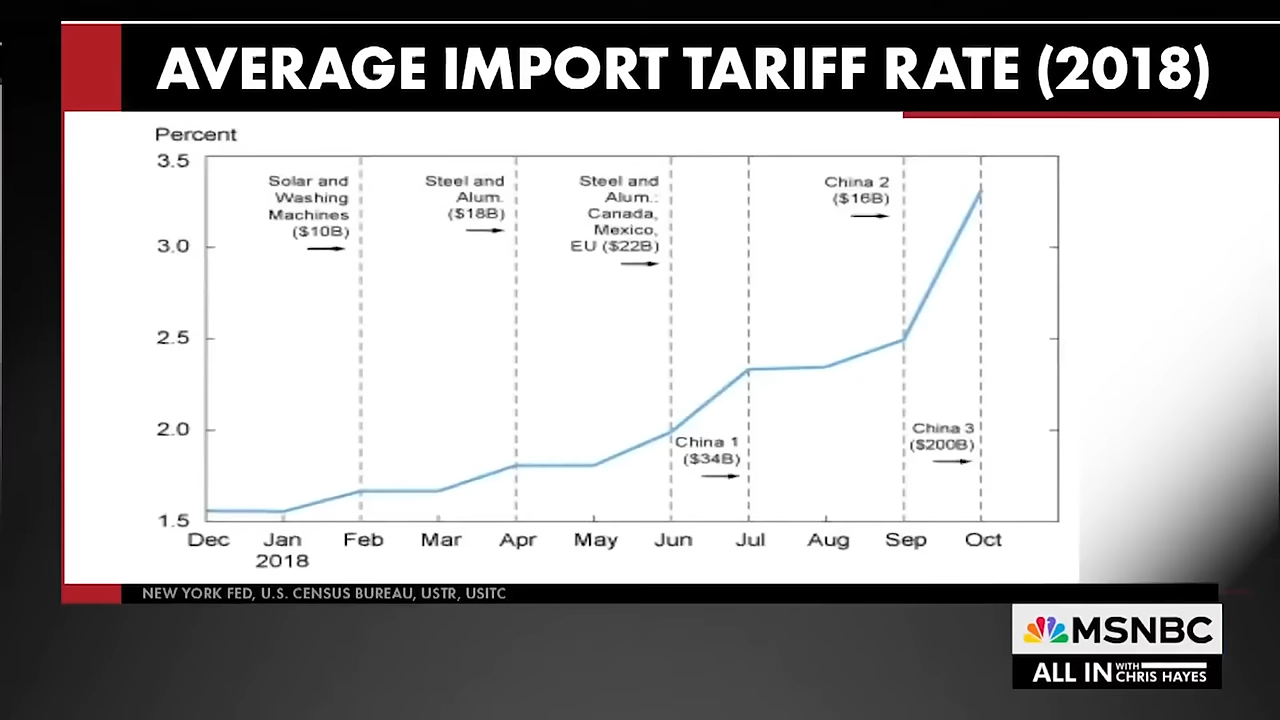 AVERAGE IMPORT TARIFF RATE (2018)
Percent
3.5
3.0
2.5
2.0
1.5
Solar and
Washing
Machines
($10B)
Steel and
Alum.
($18B)
Steel and
Alum.:
Canada,
Mexico,
EU ($22B)
China 1
($34B)
China 2
($16B)
China 3
($200B)
Dec Jan Feb Mar Apr May Jun Jul Aug Sep Oct
2018
NEW YORK FED, U.S. CENSUS BUREAU, USTR, USITC
MSNBC
ALL IN WITH CHRIS HAYES